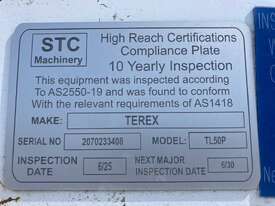 STC
Machinery
High Reach Certifications
Compliance Plate
10 Yearly Inspection
This equipment was inspected according
To AS2550-19 and was found to conform
With the relevant requirements of AS1418
MAKE: TEREX
SERIAL NO 2070233408 MODEL: TL50P
INSPECTION DATE 6/25 NEXT MAJOR INSPECTION DATE 6/30